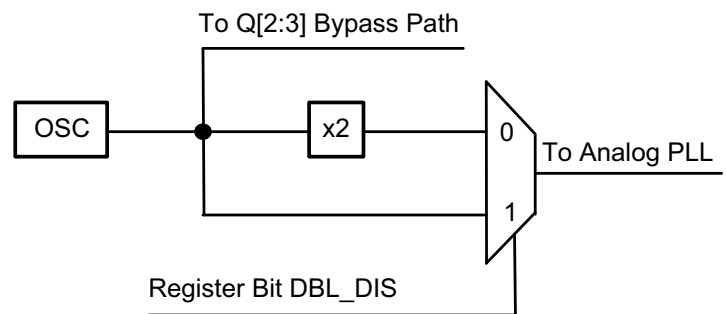 To Q[2:3] Bypass Path
OSC
x2
0
To Analog PLL
1
Register Bit DBL_DIS